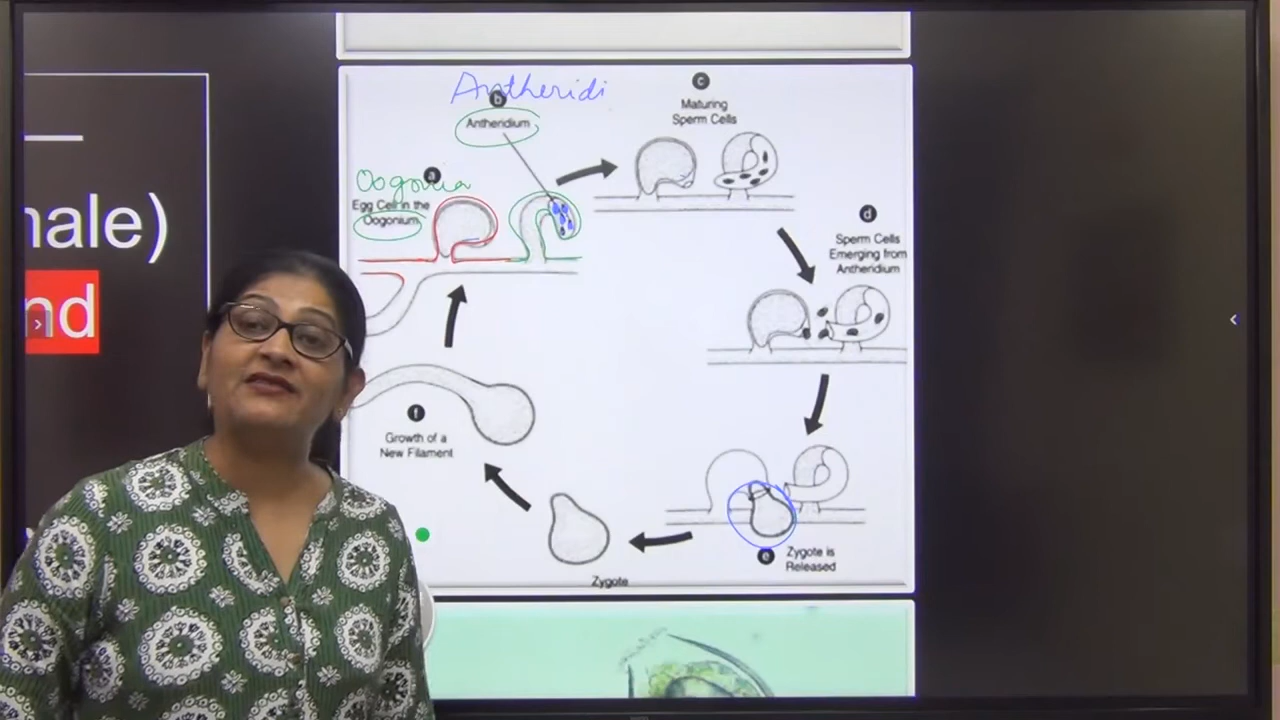 nale)
nd
Antheridi
b
Antheridium
Oogonia
a
Egg Cell in the
Oogonium
c
Maturing
Sperm Cells
d
Sperm Cells
Emerging from
Antheridium
e
Zygote is
Released
Zygote
f
Growth of a
New Filament